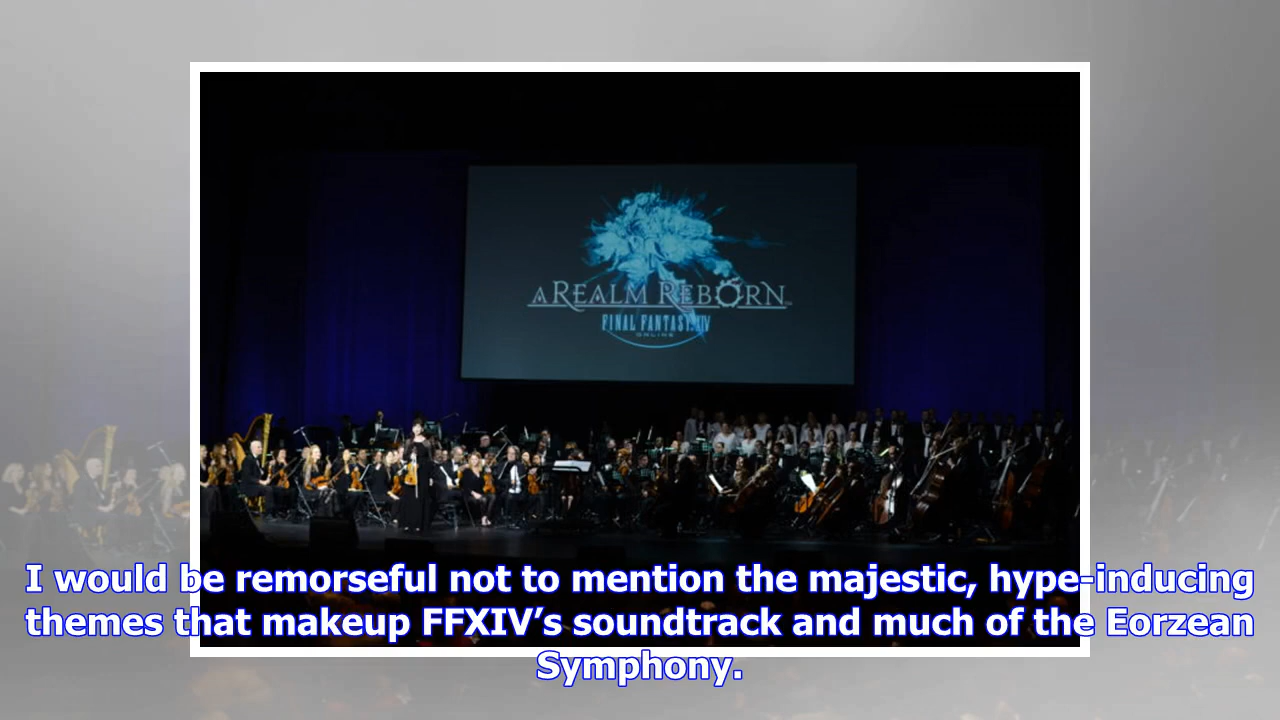 A REALM REBORN
FINAL FANTASY XIV
ONLINE
I would be remorseful not to mention the majestic, hype-inducing
themes that makeup FFXIV’s soundtrack and much of the Eorzean
Symphony.